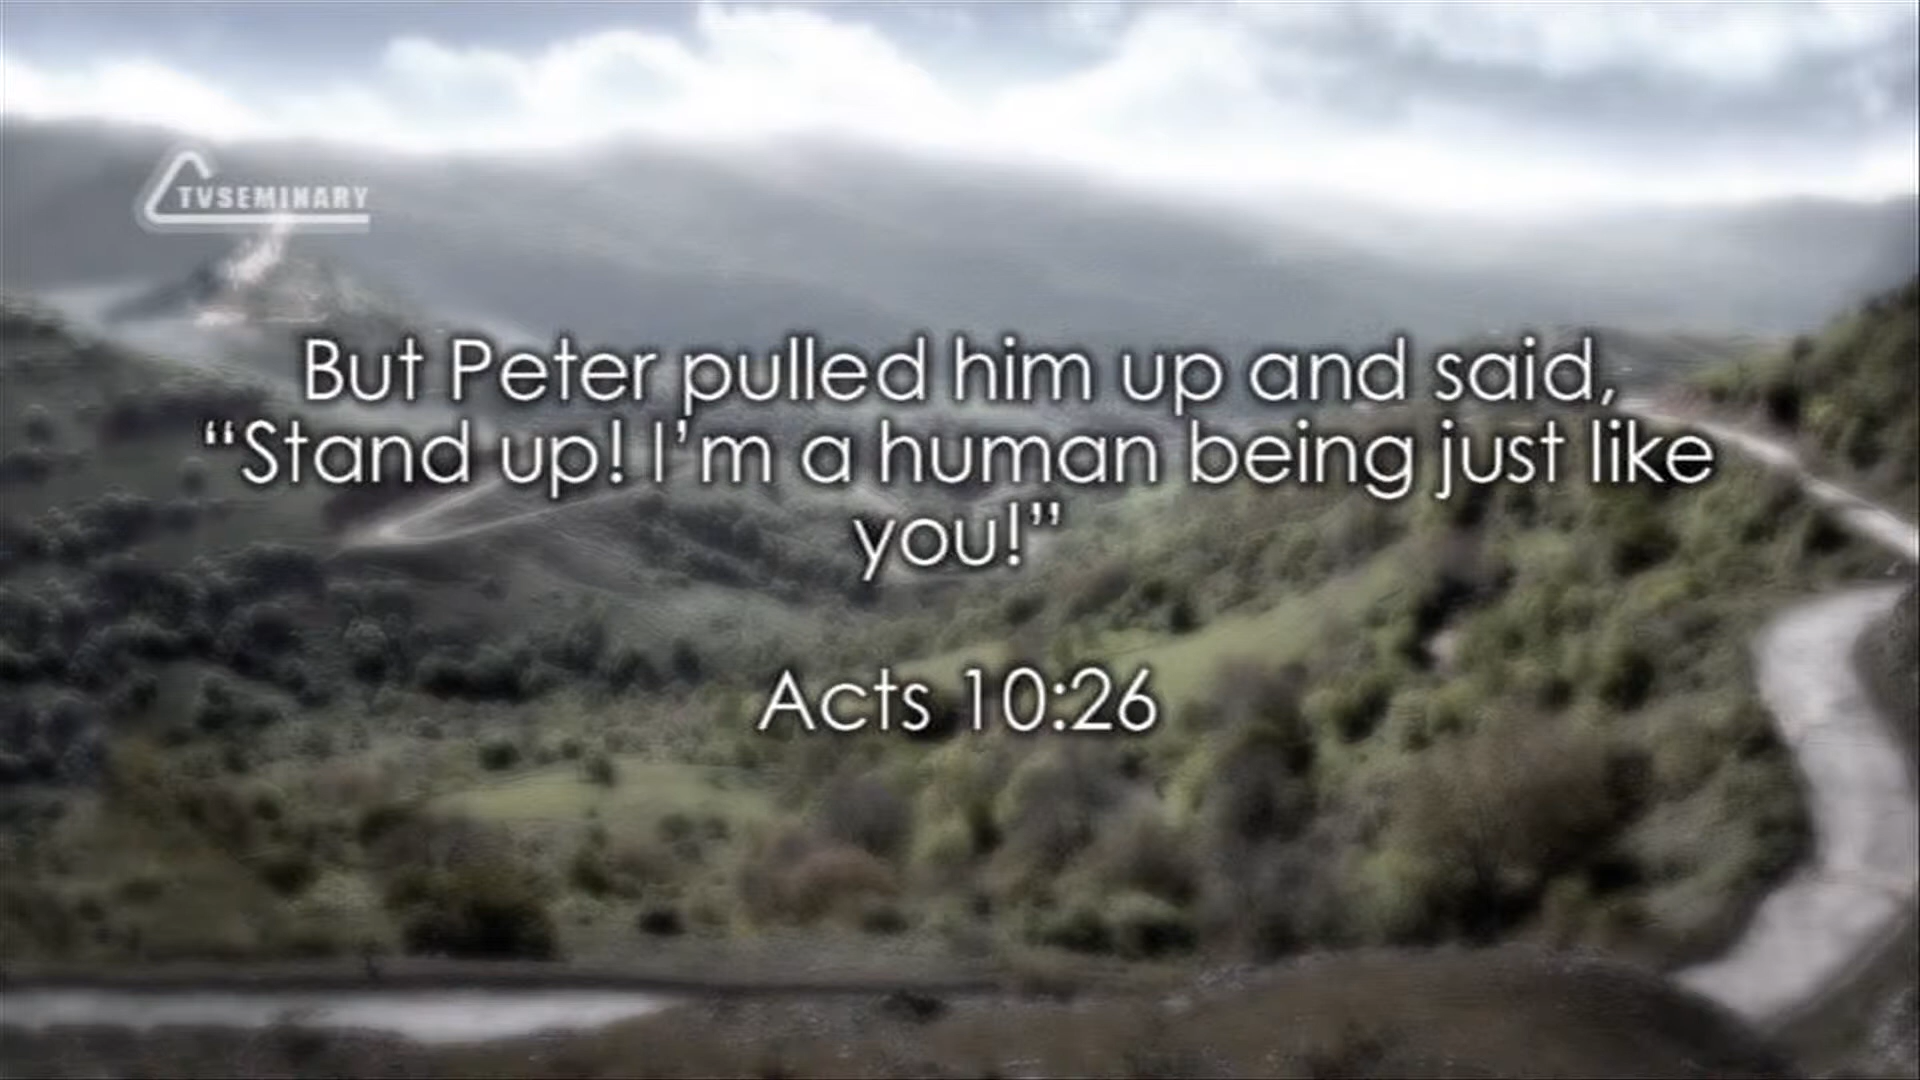 TVSEMINARY
But Peter pulled him up and said,
“Stand up! I’m a human being just like
you!”
Acts 10:26